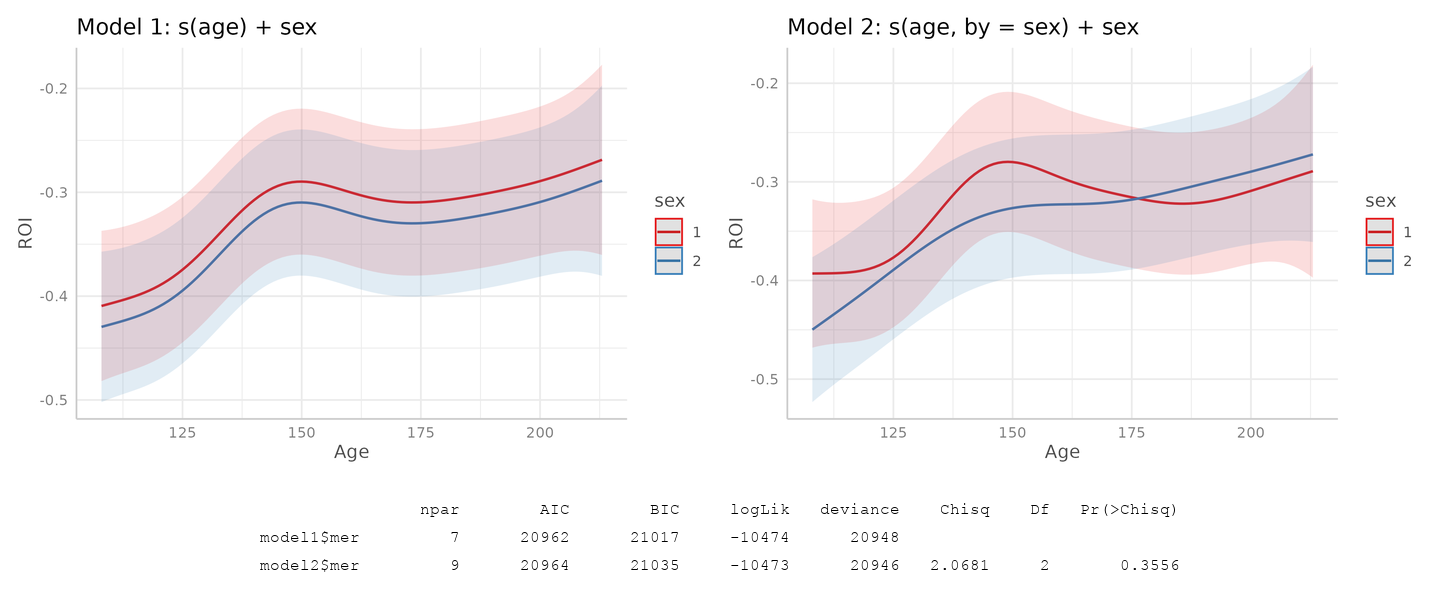 Model 1: s(age) + sex
-0.2
-0.3
-0.4
-0.5
ROI
125 150 175 200
Age
sex
1
2
Model 2: s(age, by = sex) + sex
-0.2
-0.3
-0.4
-0.5
ROI
125 150 175 200
Age
sex
1
2
npar AIC BIC logLik deviance Chisq Df Pr(>Chisq)
model1$mer 7 20962 21017 -10474 20948
model2$mer 9 20964 21035 -10473 20946 2.0681 2 0.3556